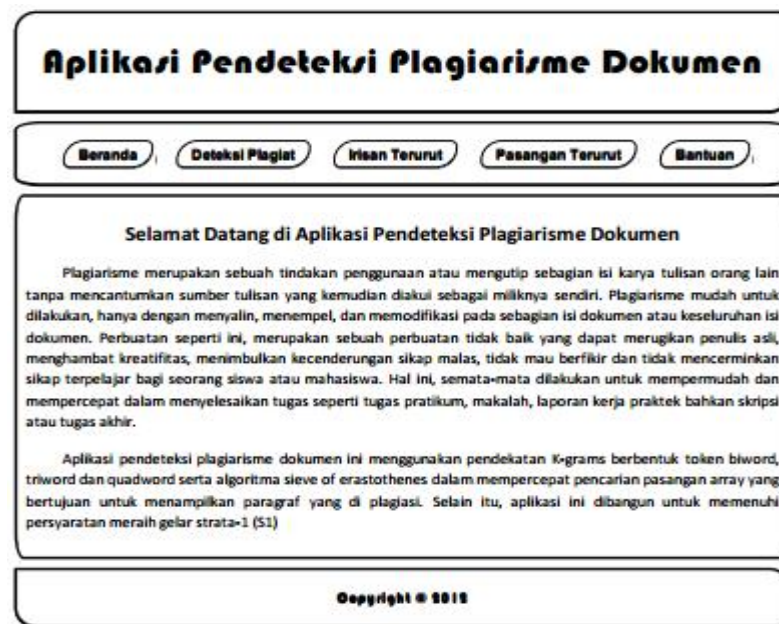 Aplikasi Pendeteksi Plagiarisme Dokumen
Beranda Deteksi Plagiat Irisan Terurut Pasangan Terurut Bantuan
Selamat Datang di Aplikasi Pendeteksi Plagiarisme Dokumen
Plagiarisme merupakan sebuah tindakan penggunaan atau mengutip sebagian isi karya tulisan orang lain
tanpa mencantumkan sumber tulisan yang kemudian diakui sebagai miliknya sendiri. Plagiarisme mudah untuk
dilakukan, hanya dengan menyalin, menempel, dan memodifikasi pada sebagian isi dokumen atau keseluruhan isi
dokumen. Perbuatan seperti ini, merupakan sebuah perbuatan tidak baik yang dapat merugikan penulis asli,
menghambat kreatifitas, menimbulkan kecenderungan sikap malas, tidak mau berfikir dan tidak mencerminkan
sikap terpelajar bagi seorang siswa atau mahasiswa. Hal ini, semata-mata dilakukan untuk mempermudah dan
mempercepat dalam menyelesaikan tugas seperti tugas pratikum, makalah, laporan kerja praktek bahkan skripsi
atau tugas akhir.
Aplikasi pendeteksi plagiarisme dokumen ini menggunakan pendekatan K-grams berbentuk token biword,
triword dan quadword serta algoritma sieve of erastothenes dalam mempercepat pencarian pasangan array yang
bertujuan untuk menampilkan paragraf yang di plagiasi. Selain itu, aplikasi ini dibangun untuk memenuhi
persyaratan meraih gelar strata-1 (S1)
Copyright © 2012